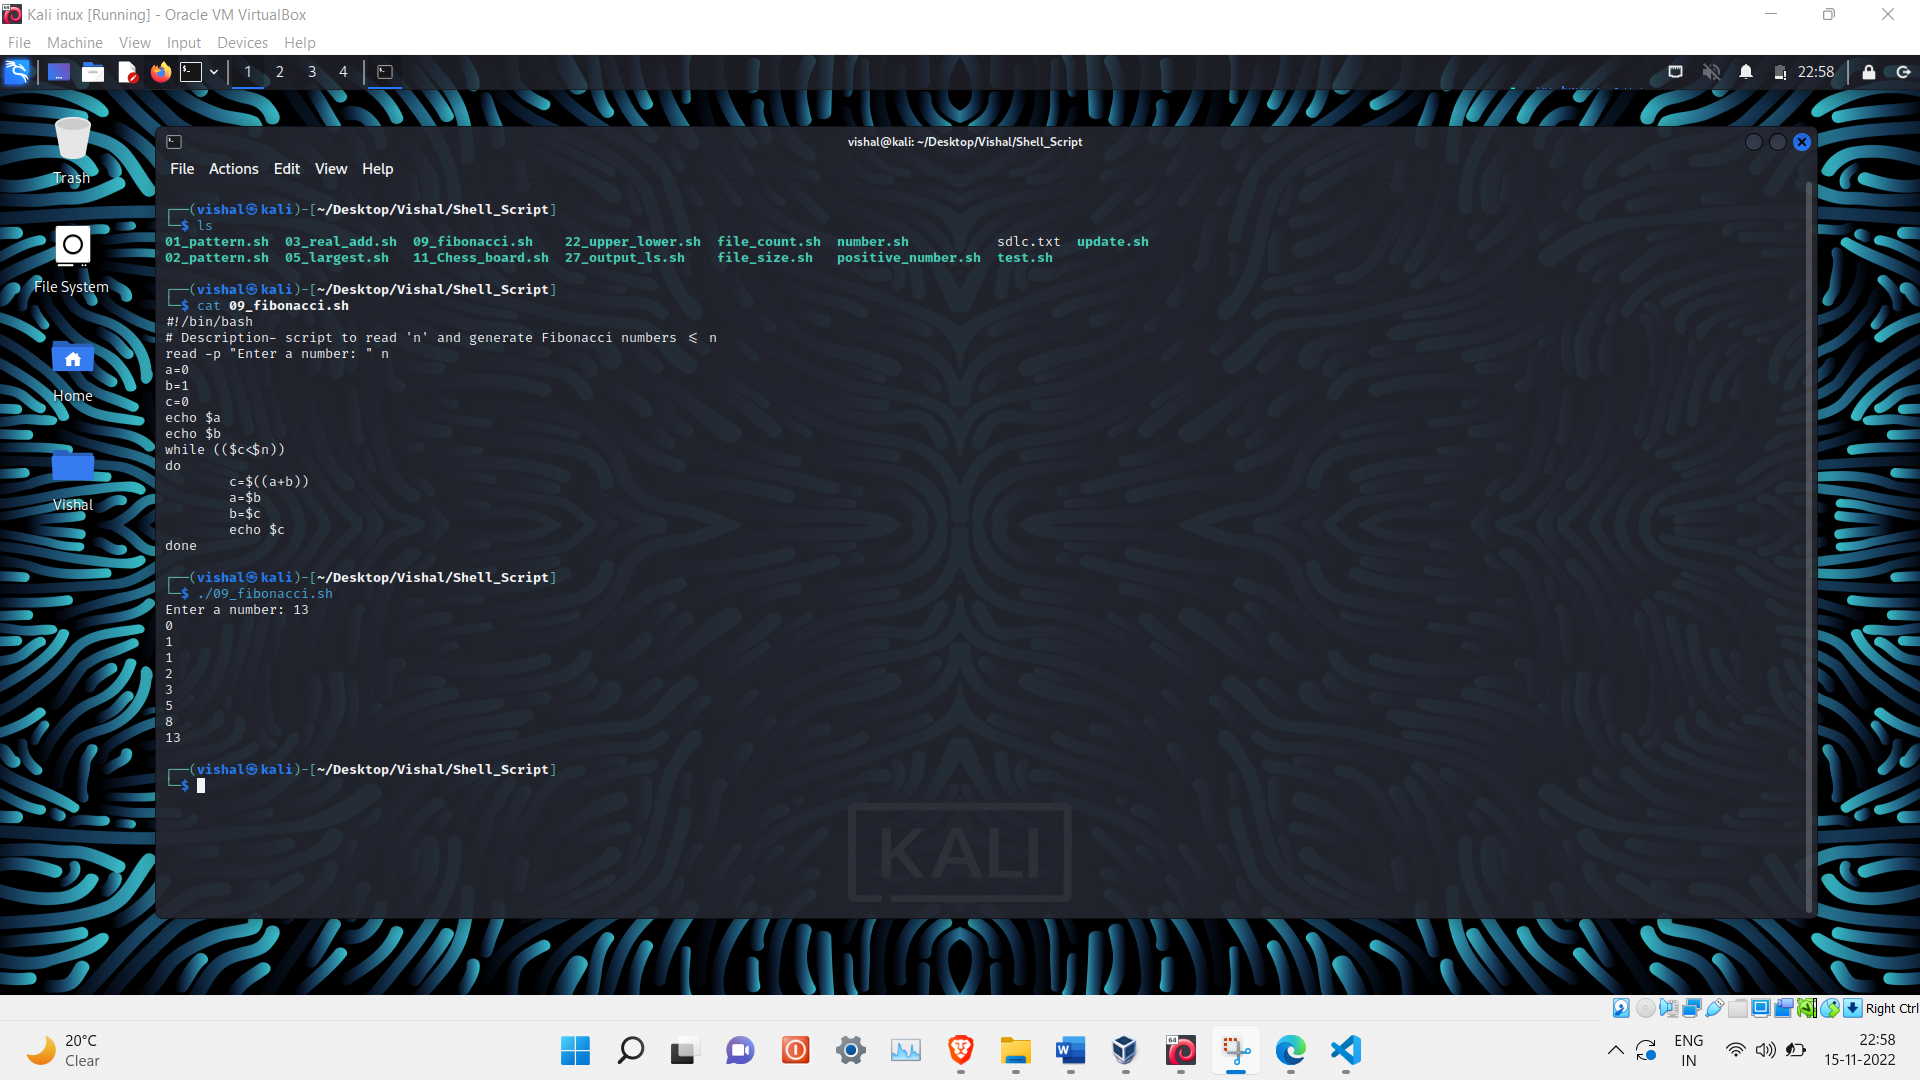 Kali inux [Running] - Oracle VM VirtualBox
File Machine View Input Devices Help
1 2 3 4 22:58
Trash
File System
Home
Vishal
vishal@kali: ~/Desktop/Vishal/Shell_Script
File Actions Edit View Help
┌──(vishal㉿kali)-[~/Desktop/Vishal/Shell_Script]
└─$ ls
01_pattern.sh 03_real_add.sh 09_fibonacci.sh 22_upper_lower.sh file_count.sh number.sh sdlc.txt update.sh
02_pattern.sh 05_largest.sh 11_Chess_board.sh 27_output_ls.sh file_size.sh positive_number.sh test.sh
┌──(vishal㉿kali)-[~/Desktop/Vishal/Shell_Script]
└─$ cat 09_fibonacci.sh
#!/bin/bash
# Description- script to read 'n' and generate Fibonacci numbers ⩽ n
read -p "Enter a number: " n
a=0
b=1
c=0
echo $a
echo $b
while (($c<$n))
do
c=$((a+b))
a=$b
b=$c
echo $c
done
┌──(vishal㉿kali)-[~/Desktop/Vishal/Shell_Script]
└─$ ./09_fibonacci.sh
Enter a number: 13
0
1
1
2
3
5
8
13
┌──(vishal㉿kali)-[~/Desktop/Vishal/Shell_Script]
└─$
KALI
Right Ctrl
20°C
Clear
ENG
IN
22:58
15-11-2022